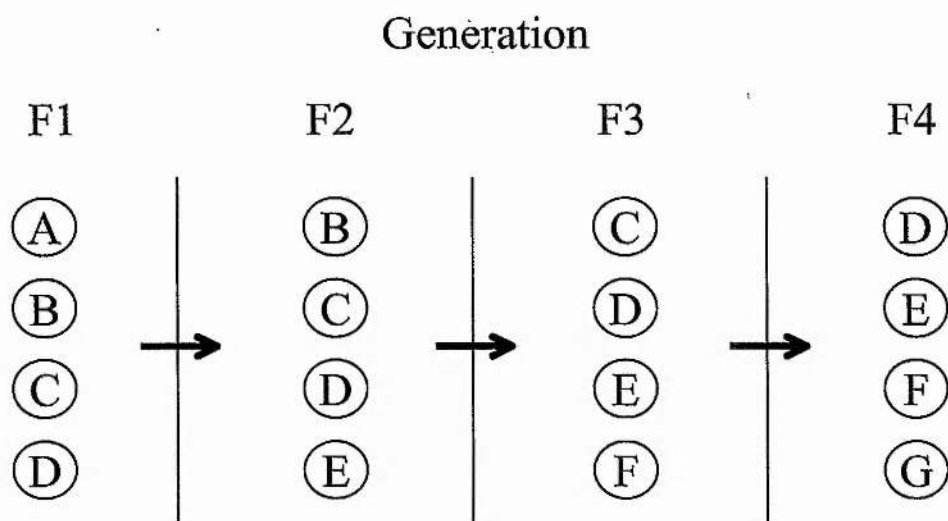 Generation
F1 F2 F3 F4
A B C D
B C D E
C D E F
D E F G